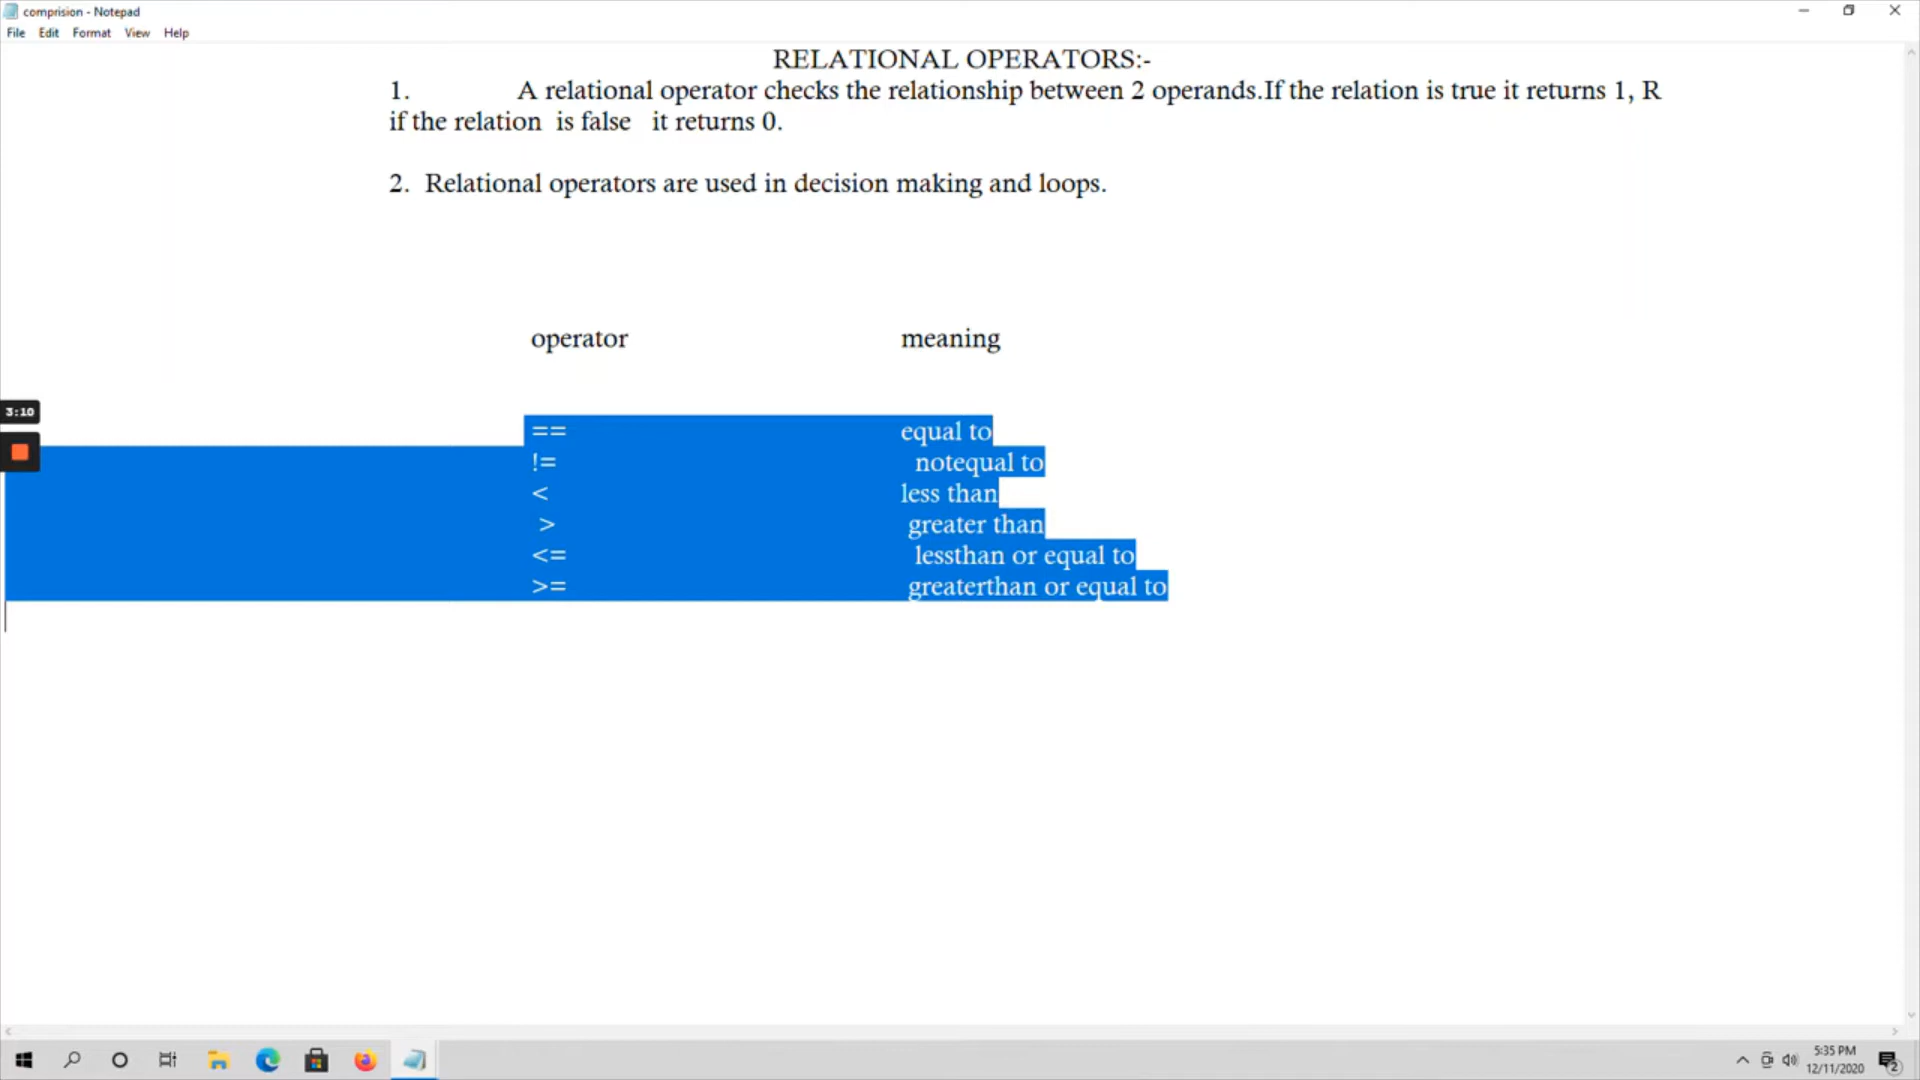 comprision - Notepad
File Edit Format View Help
RELATIONAL OPERATORS:-
1. A relational operator checks the relationship between 2 operands.If the relation is true it returns 1, R
if the relation is false it returns 0.
2. Relational operators are used in decision making and loops.
operator meaning
== equal to
!= notequal to
< less than
> greater than
<= lessthan or equal to
>= greaterthan or equal to
3:10
5:35 PM
12/11/2020
2